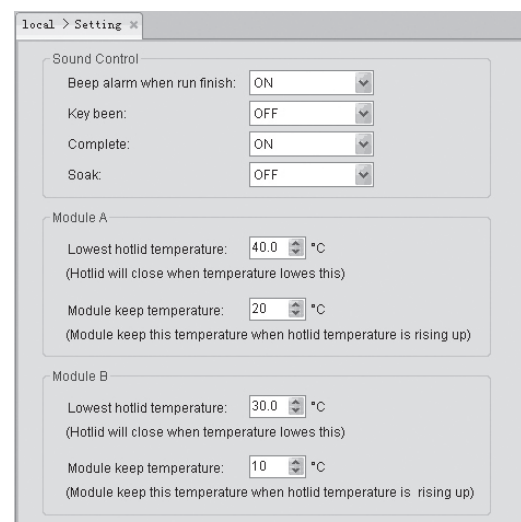 local > Setting ×
Sound Control
Beep alarm when run finish: ON
Key been: OFF
Complete: ON
Soak: OFF
Module A
Lowest hotlid temperature: 40.0 °C
(Hotlid will close when temperature lowes this)
Module keep temperature: 20 °C
(Module keep this temperature when hotlid temperature is rising up)
Module B
Lowest hotlid temperature: 30.0 °C
(Hotlid will close when temperature lowes this)
Module keep temperature: 10 °C
(Module keep this temperature when hotlid temperature is rising up)